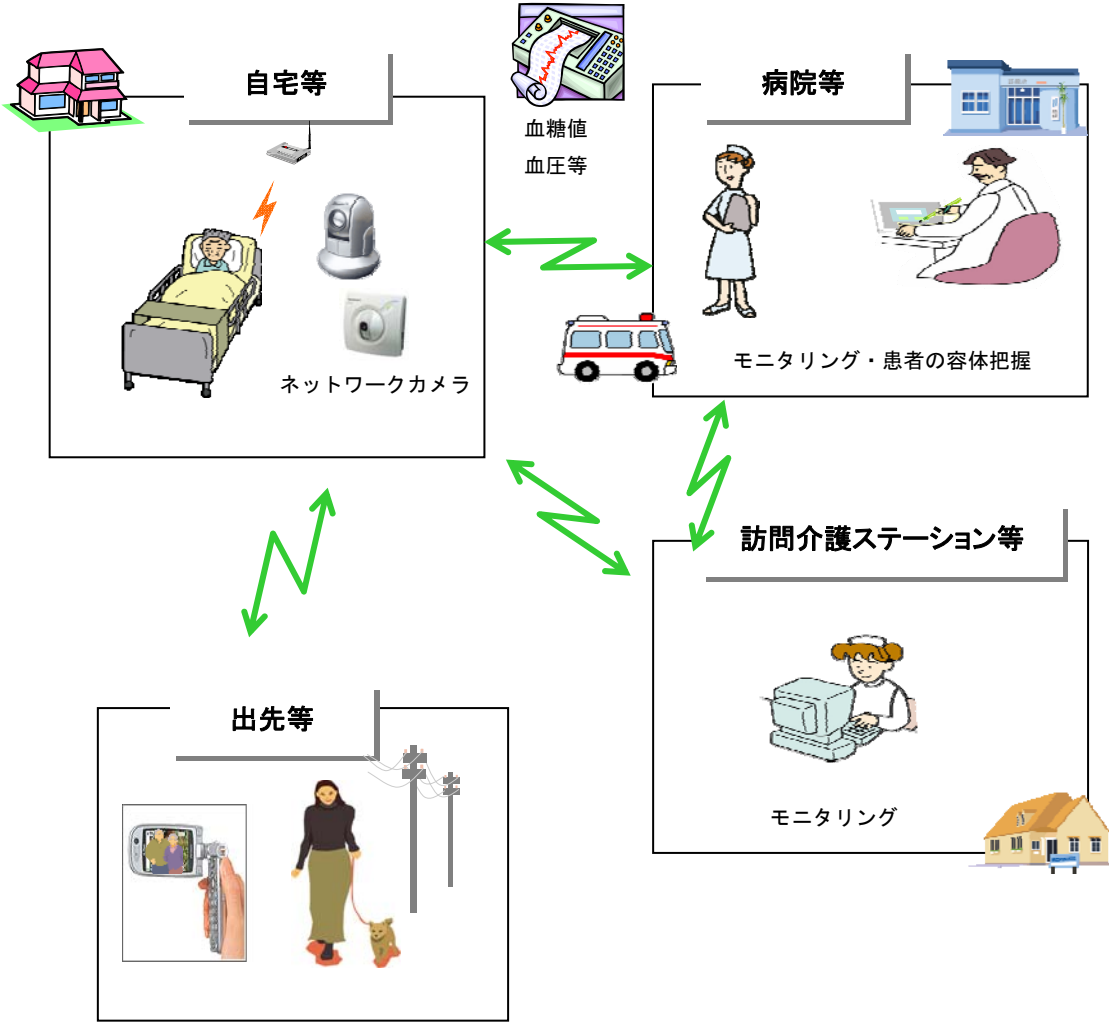 自宅等
血糖値
血圧等
病院等
ネットワークカメラ
モニタリング・患者の容体把握
訪問介護ステーション等
モニタリング
出先等